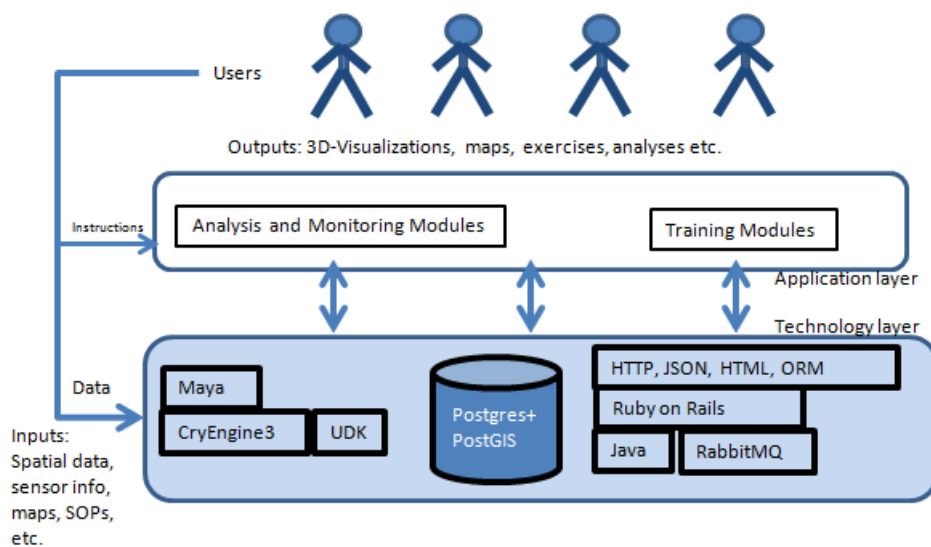 Users
Outputs: 3D-Visualizations, maps, exercises, analyses etc.
Instructions
Analysis and Monitoring Modules
Training Modules
Application layer
Technology layer
Data
Inputs:
Spatial data,
sensor info,
maps, SOPs,
etc.
Maya
CryEngine3
UDK
Postgres+
PostGIS
HTTP, JSON, HTML, ORM
Ruby on Rails
Java
RabbitMQ